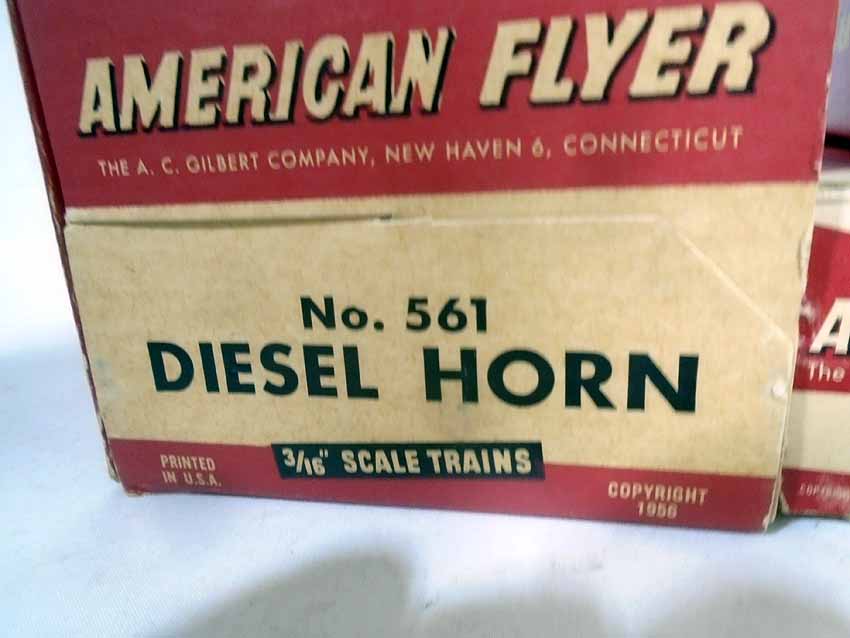 AMERICAN FLYER
THE A. C. GILBERT COMPANY, NEW HAVEN 6, CONNECTICUT
No. 561
DIESEL HORN
3/16" SCALE TRAINS
PRINTED
IN U.S.A.
COPYRIGHT
1956
A
The